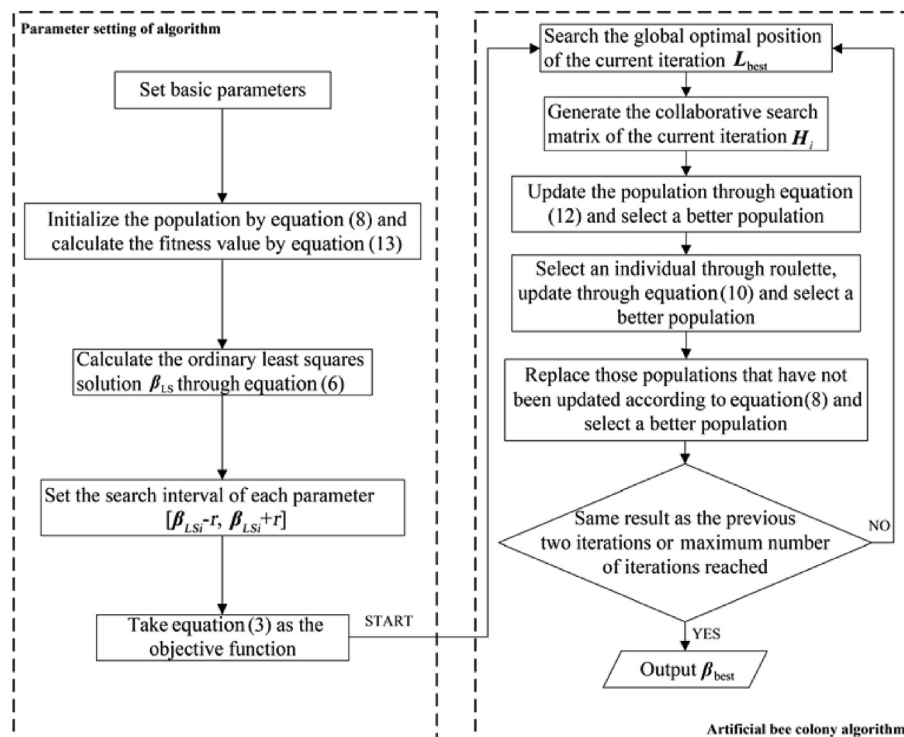 Parameter setting of algorithm
Set basic parameters
Initialize the population by equation (8) and
calculate the fitness value by equation (13)
Calculate the ordinary least squares
solution β_LS through equation (6)
Set the search interval of each parameter
[β_LSi-r, β_LSi+r]
Take equation (3) as the
objective function
START
Search the global optimal position
of the current iteration L_best
Generate the collaborative search
matrix of the current iteration H_i
Update the population through equation
(12) and select a better population
Select an individual through roulette,
update through equation (10) and select a
better population
Replace those populations that have not
been updated according to equation(8) and
select a better population
Same result as the previous
two iterations or maximum number
of iterations reached
NO
YES
Output β_best
Artificial bee colony algorithm